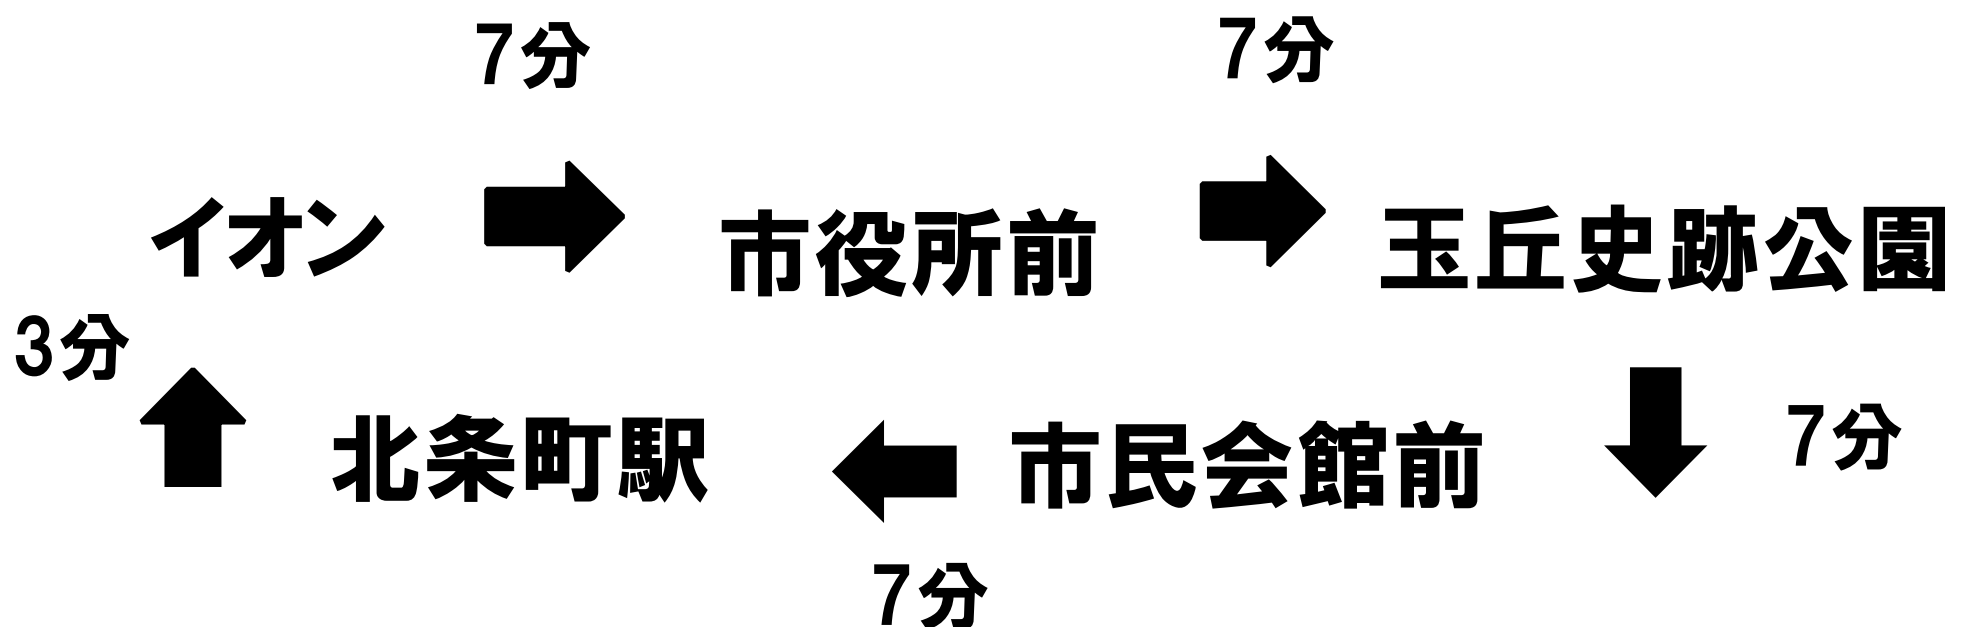 7分
7分
イオン
市役所前
玉丘史跡公園
3分
北条町駅
市民会館前
7分
7分